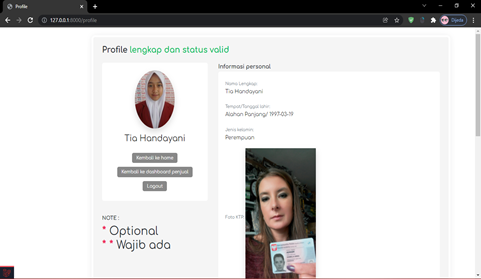 Profile
127.0.0.1:8000/profile
Djeda
Profile lengkap dan status valid
Informasi personal
Nama Lengkap:
Tia Handayani
Tempat/Tanggal lahir:
Alahan Panjang/ 1997-03-19
Jenis kelamin:
Perempuan
Tia Handayani
Kembali ke home
Kembali ke dashboard penjual
Logout
Foto KTP
NOTE :
* Optional
* * Wajib ada